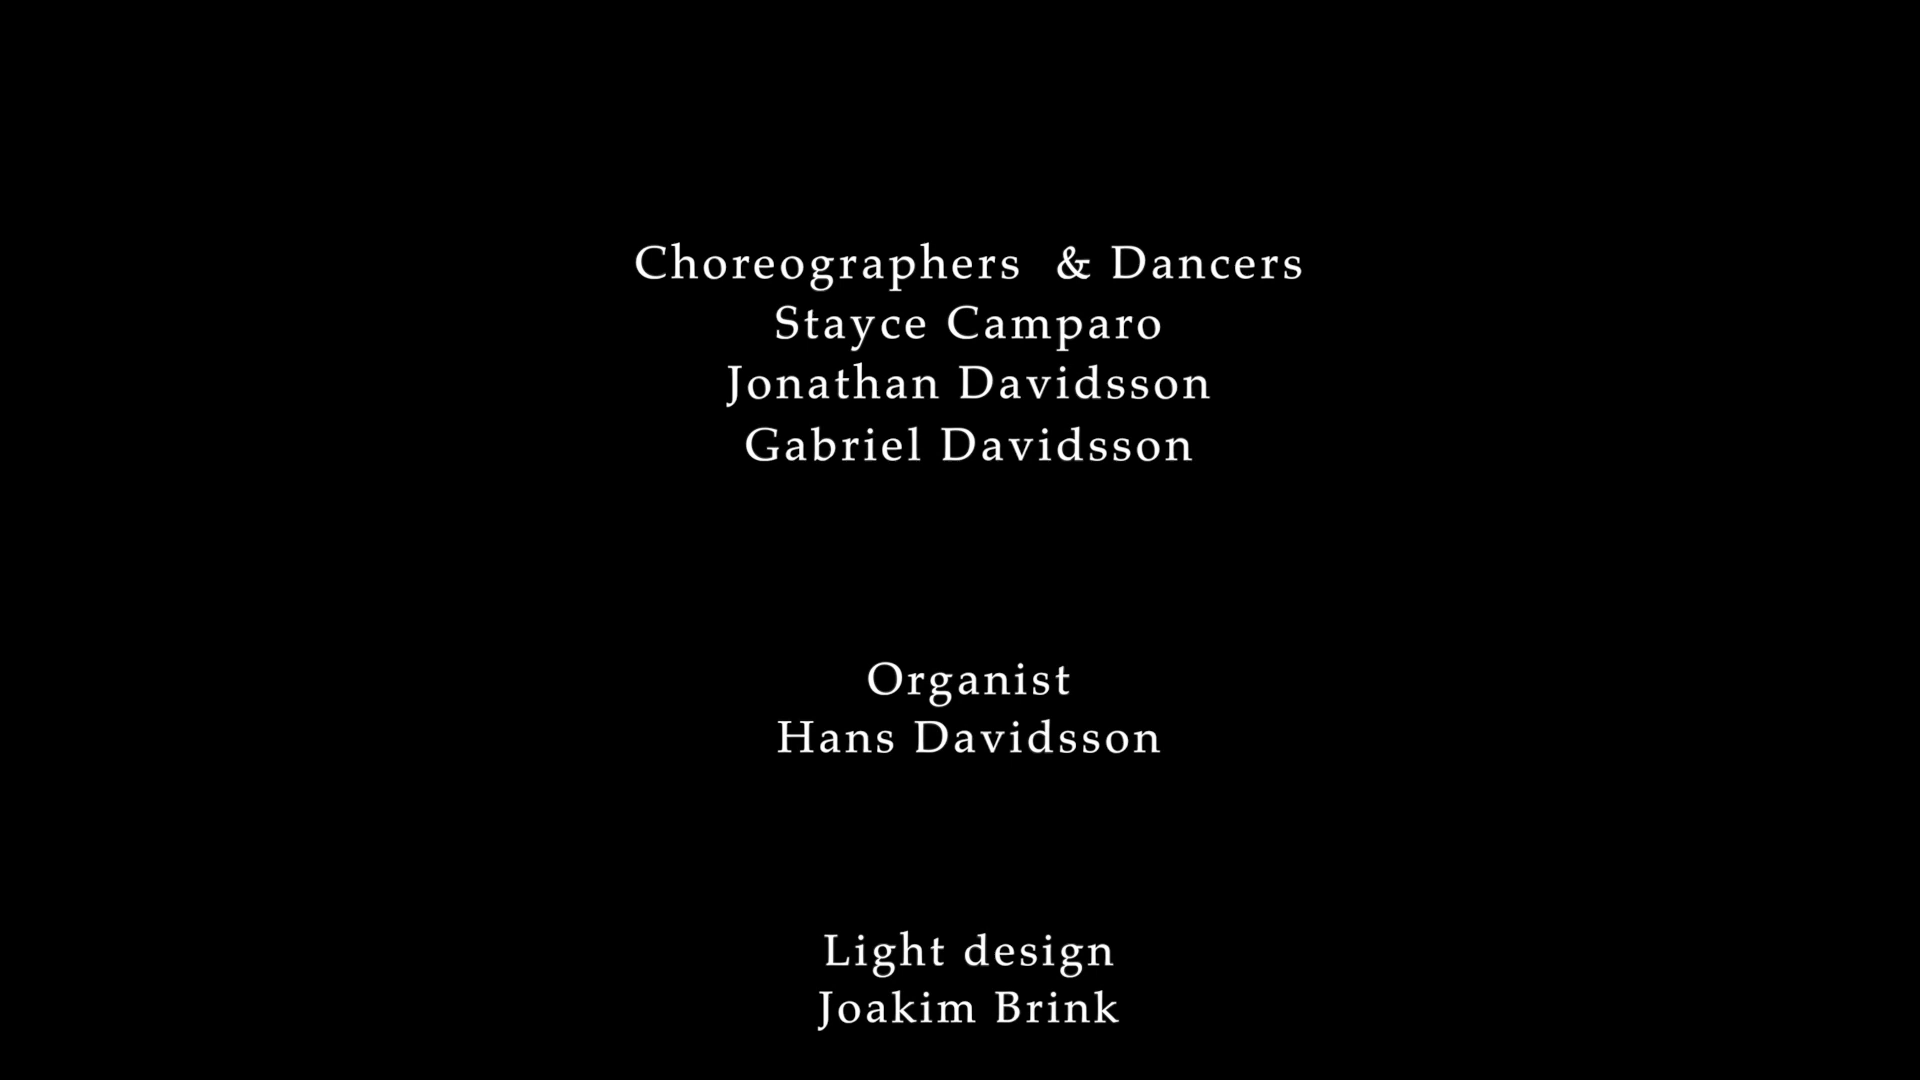 Choreographers & Dancers
Stayce Camparo
Jonathan Davidsson
Gabriel Davidsson
Organist
Hans Davidsson
Light design
Joakim Brink